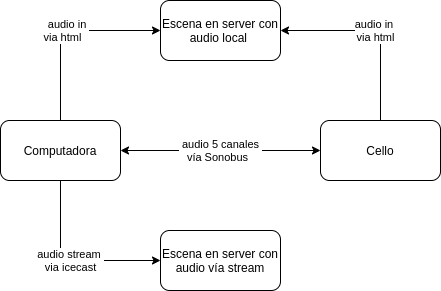 audio in
via html
Escena en server con
audio local
audio in
via html
Computadora
audio 5 canales
vía Sonobus
Cello
audio stream
via icecast
Escena en server con
audio vía stream